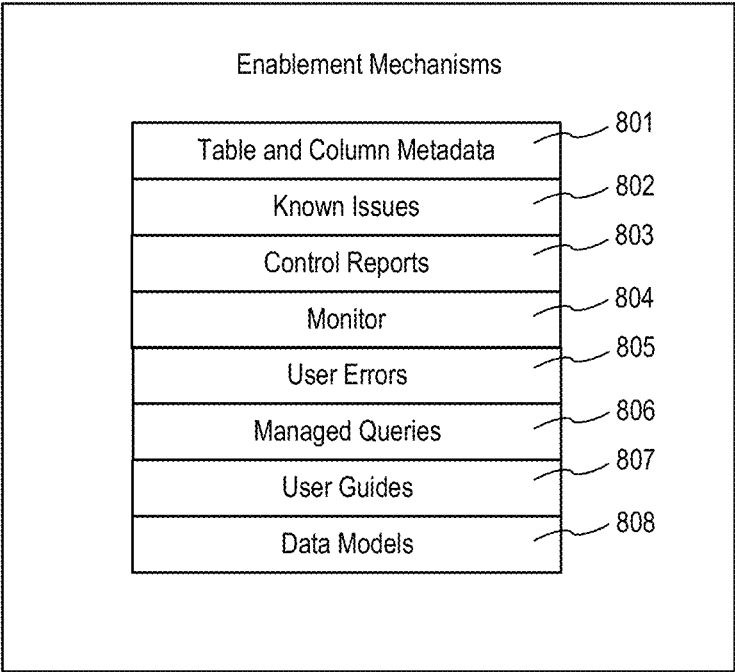 Enablement Mechanisms
Table and Column Metadata 801
Known Issues 802
Control Reports 803
Monitor 804
User Errors 805
Managed Queries 806
User Guides 807
Data Models 808